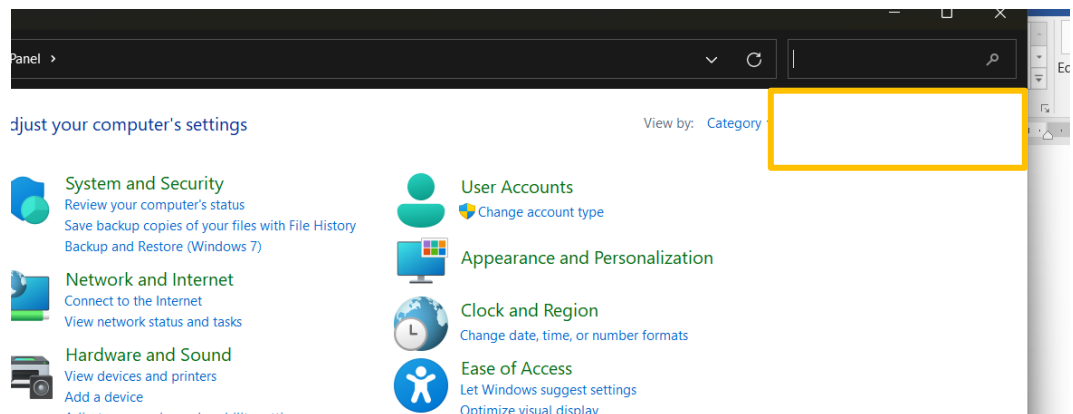 Panel >
Ec
djust your computer's settings
View by: Category
System and Security
Review your computer's status
Save backup copies of your files with File History
Backup and Restore (Windows 7)
Network and Internet
Connect to the Internet
View network status and tasks
Hardware and Sound
View devices and printers
Add a device
User Accounts
Change account type
Appearance and Personalization
Clock and Region
Change date, time, or number formats
Ease of Access
Let Windows suggest settings
Optimize visual display